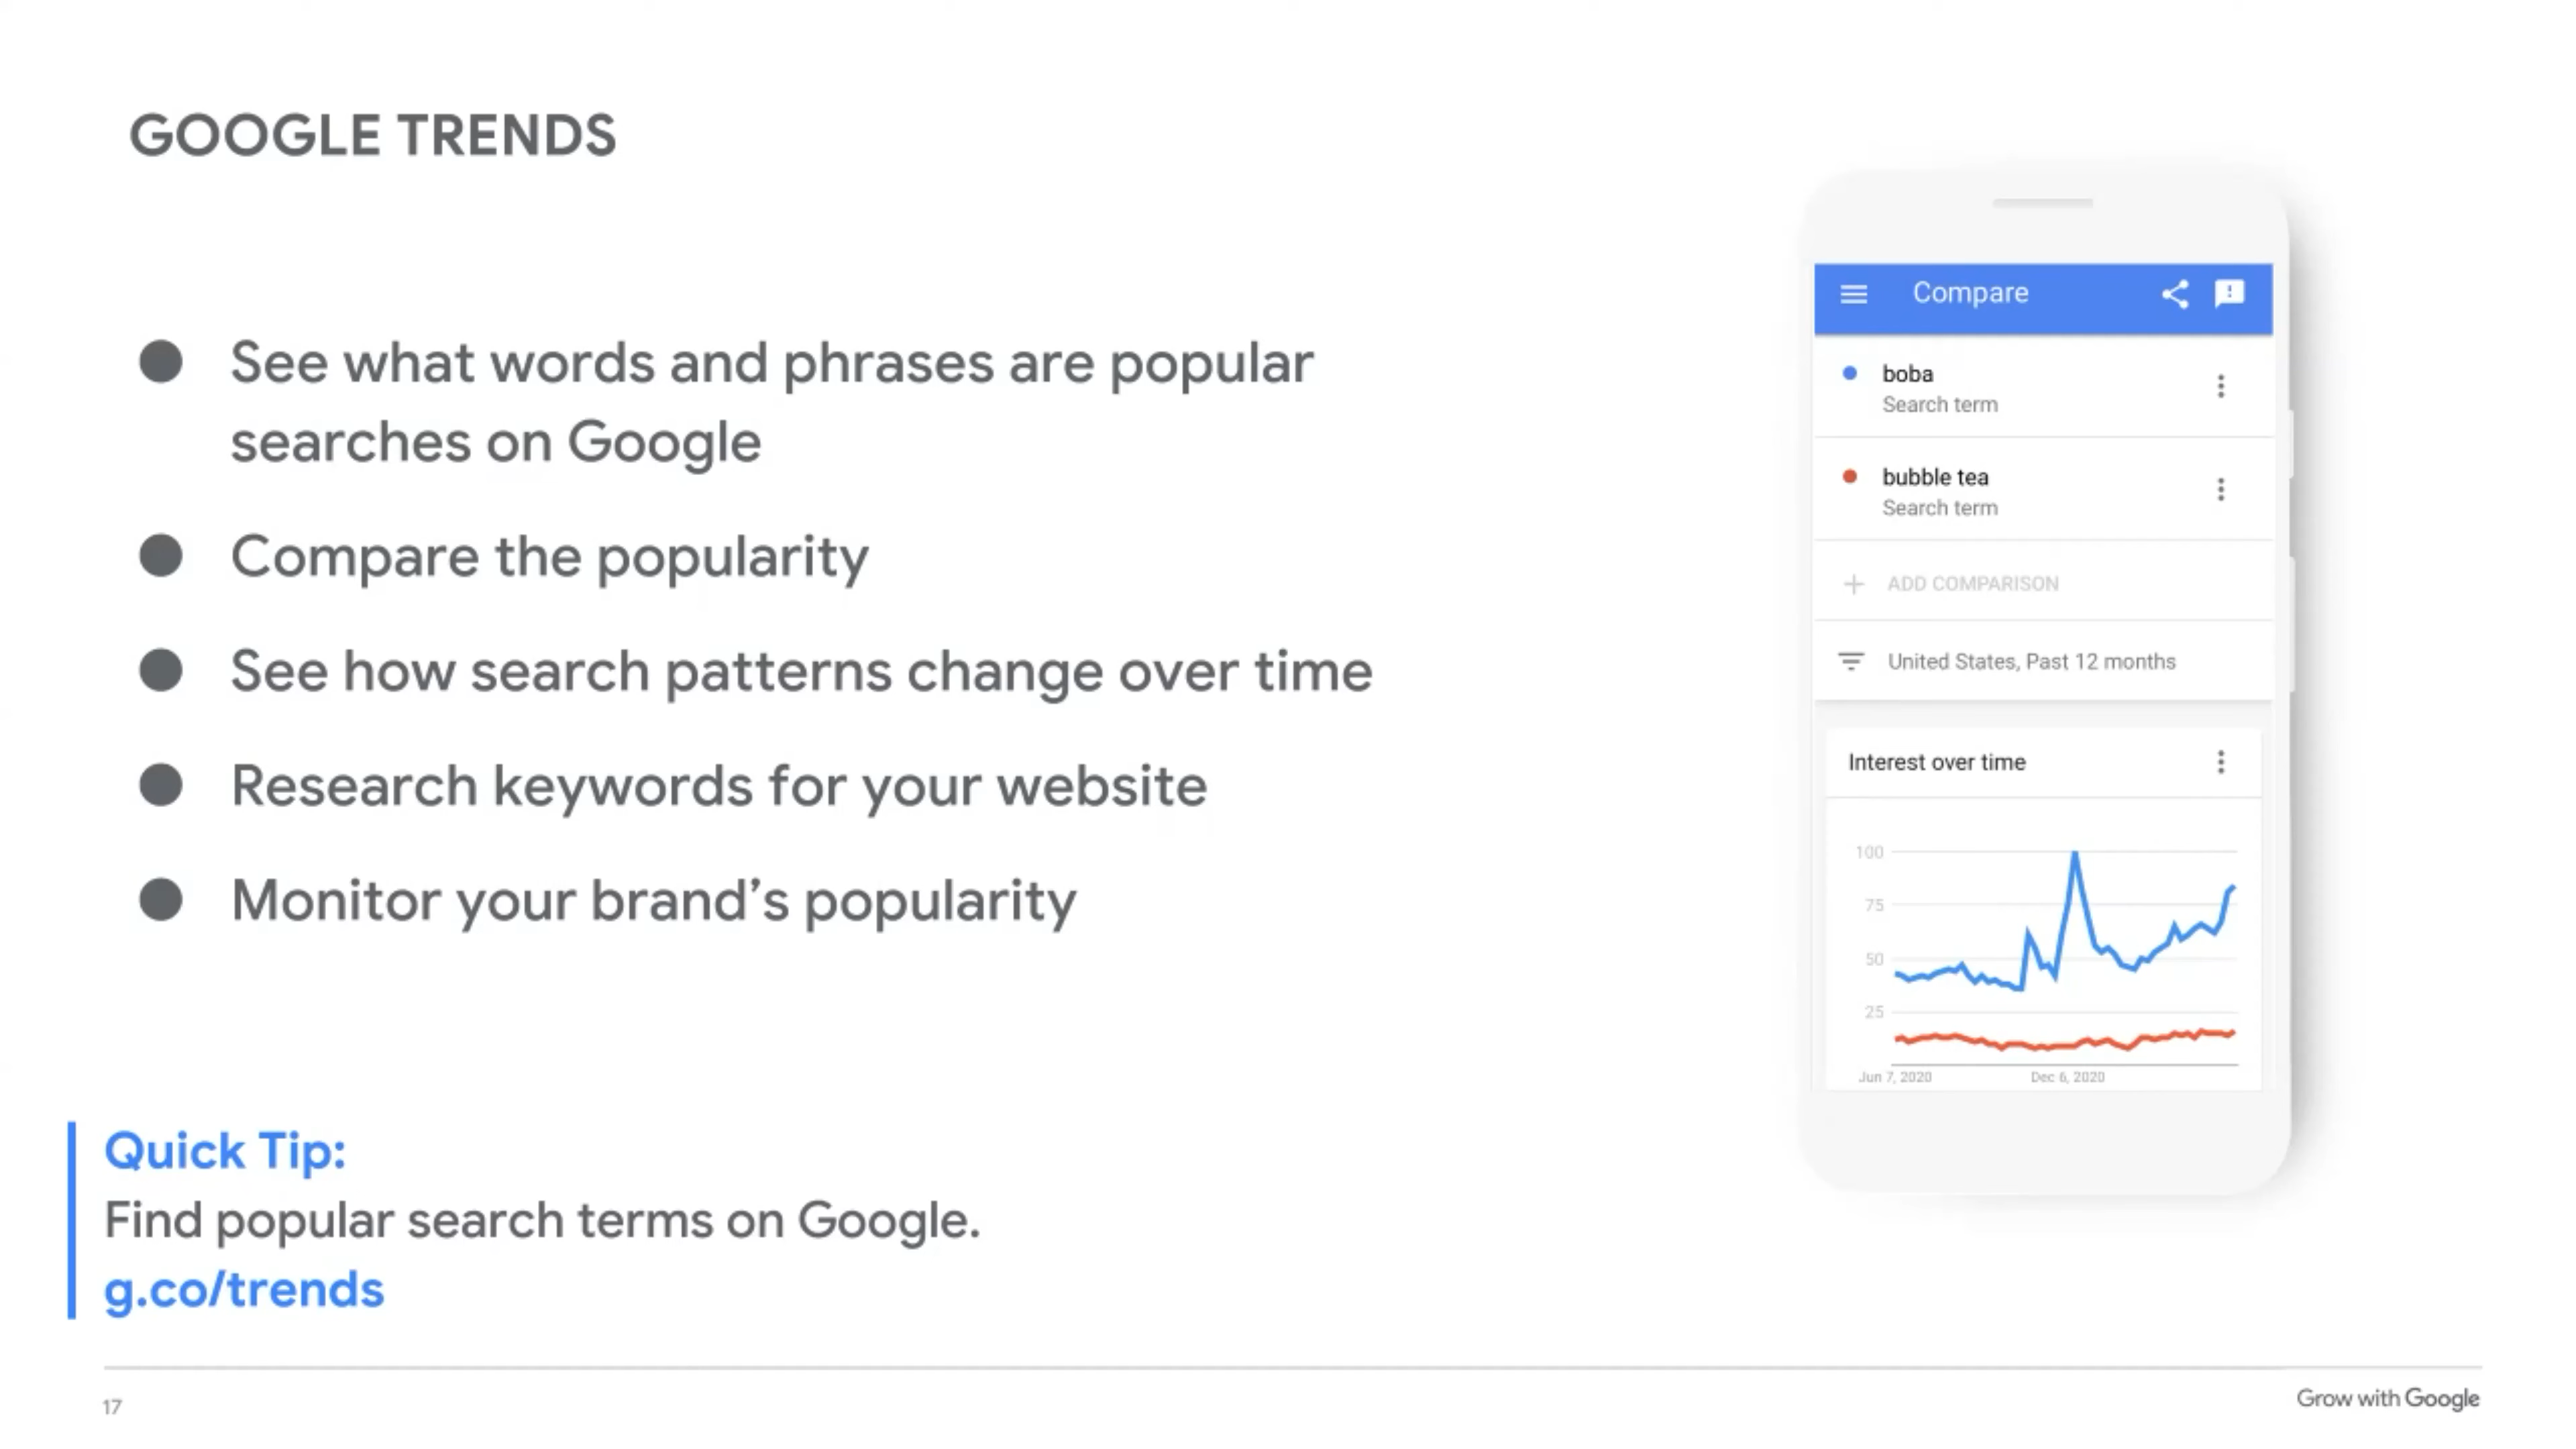 GOOGLE TRENDS
See what words and phrases are popular
searches on Google
Compare the popularity
See how search patterns change over time
Research keywords for your website
Monitor your brand’s popularity
Quick Tip:
Find popular search terms on Google.
g.co/trends
Compare
boba
Search term
bubble tea
Search term
ADD COMPARISON
United States, Past 12 months
Interest over time
100
75
50
25
Jun 7, 2020 Dec 6, 2020
17
Grow with Google